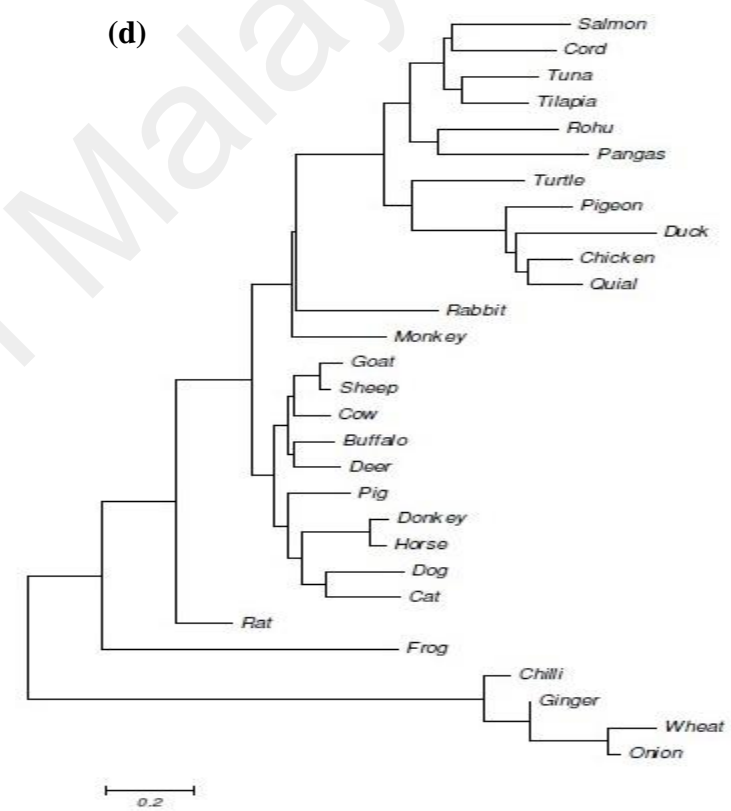 (d)
Malay
Salmon
Cord
Tuna
Tilapia
Rohu
Pangas
Turtle
Pigeon
Duck
Chicken
Quial
Rabbit
Monkey
Goat
Sheep
Cow
Buffalo
Deer
Pig
Donkey
Horse
Dog
Cat
Rat
Frog
Chilli
Ginger
Wheat
Onion
0.2